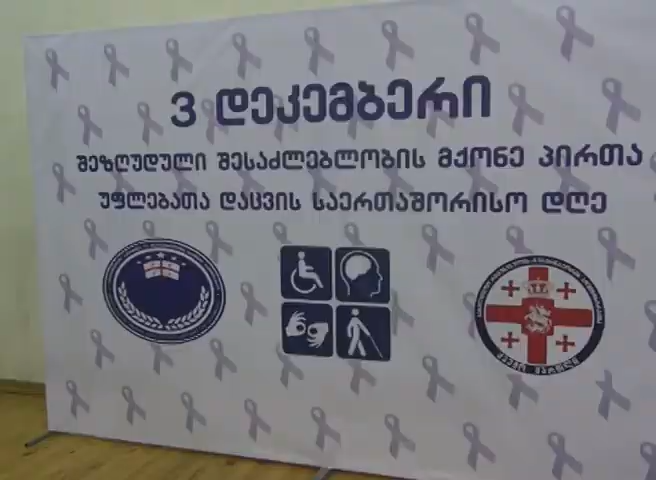 3 დეკემბერი
შეზღუდული შესაძლებლობის მქონე პირთა
უფლებათა დაცვის საერთაშორისო დღე